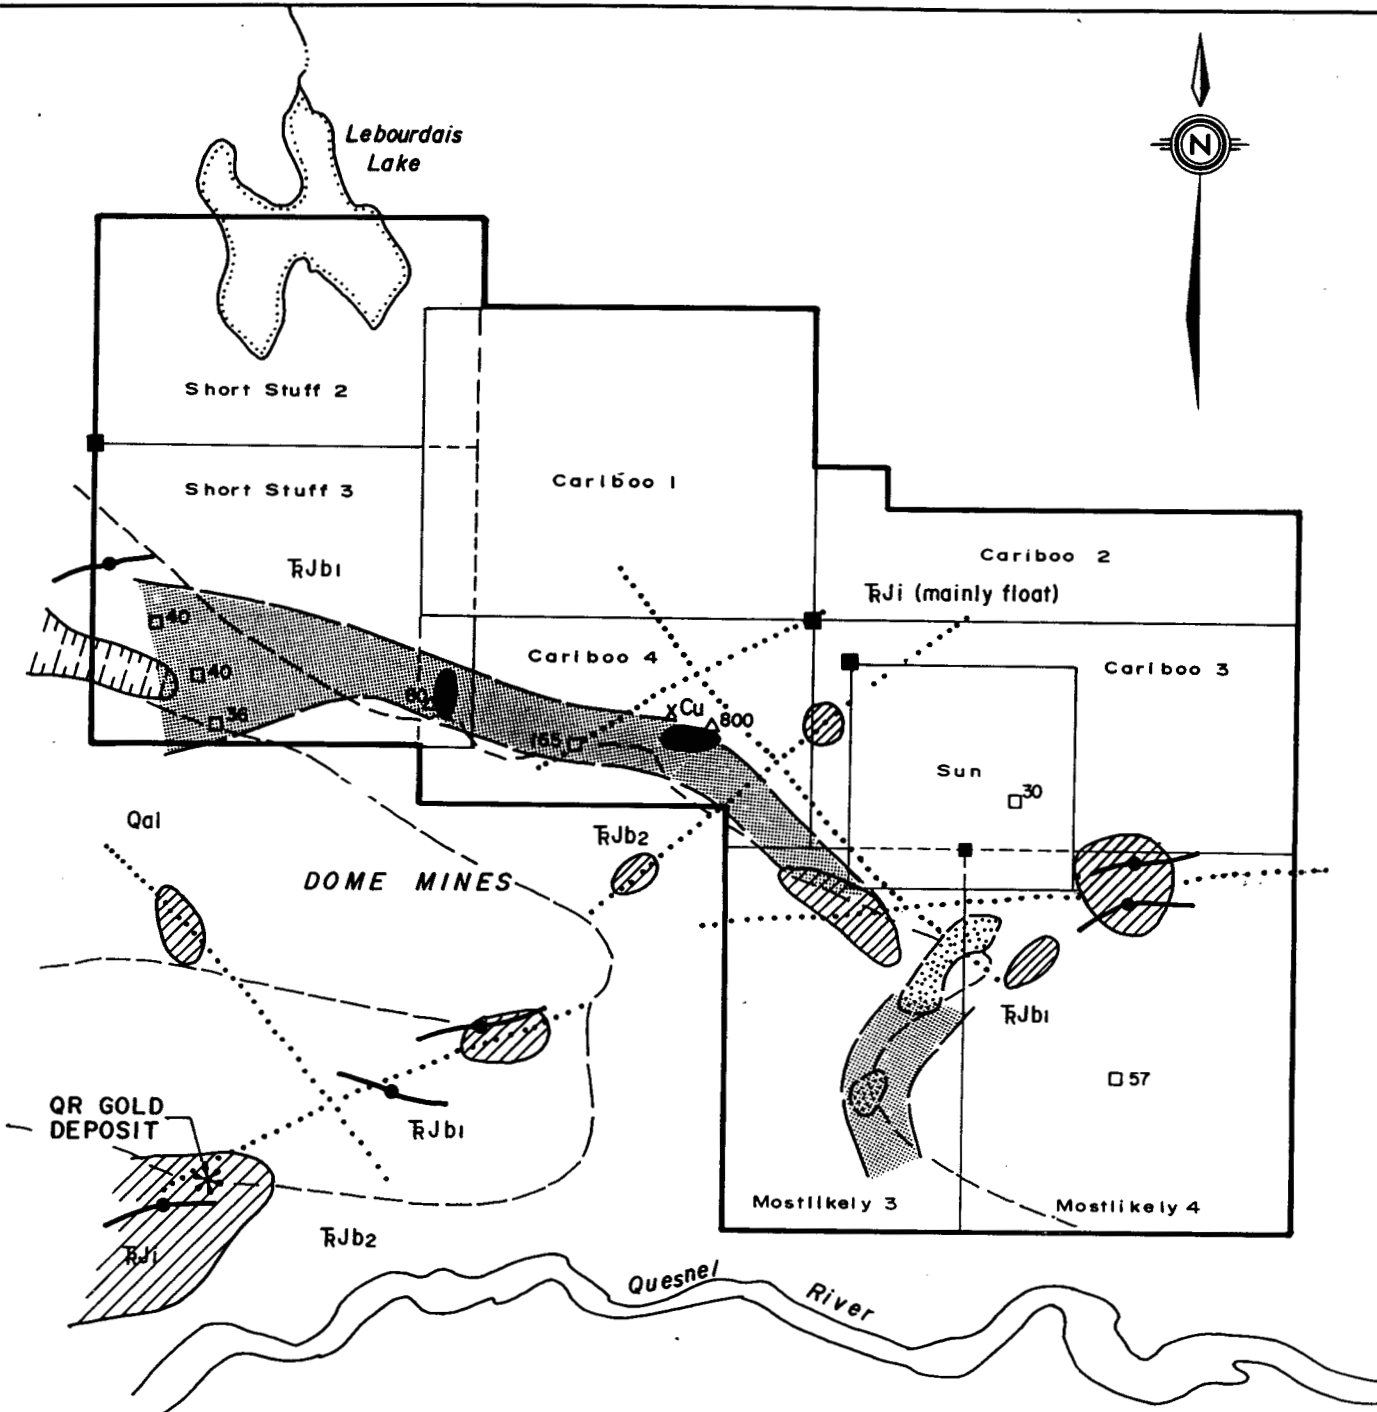 Lebourdais
Lake
N
Short Stuff 2
Short Stuff 3
Cariboo 1
Cariboo 2
TRJb1
TRJi (mainly float)
40
Cariboo 4
Cariboo 3
40
80
Cu
800
36
165
Sun
30
Qal
TRJb2
DOME MINES
TRJb1
57
QR GOLD
DEPOSIT
TRJb1
Mostlikely 3
Mostlikely 4
TRJb2
TRJi
Quesnel
River